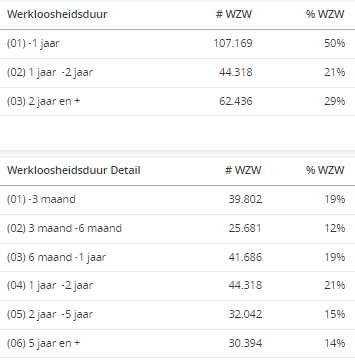 Werkloosheidsduur # WZW % WZW
(01) -1 jaar 107.169 50%
(02) 1 jaar -2 jaar 44.318 21%
(03) 2 jaar en + 62.436 29%
Werkloosheidsduur Detail # WZW % WZW
(01) -3 maand 39.802 19%
(02) 3 maand -6 maand 25.681 12%
(03) 6 maand -1 jaar 41.686 19%
(04) 1 jaar -2 jaar 44.318 21%
(05) 2 jaar -5 jaar 32.042 15%
(06) 5 jaar en + 30.394 14%